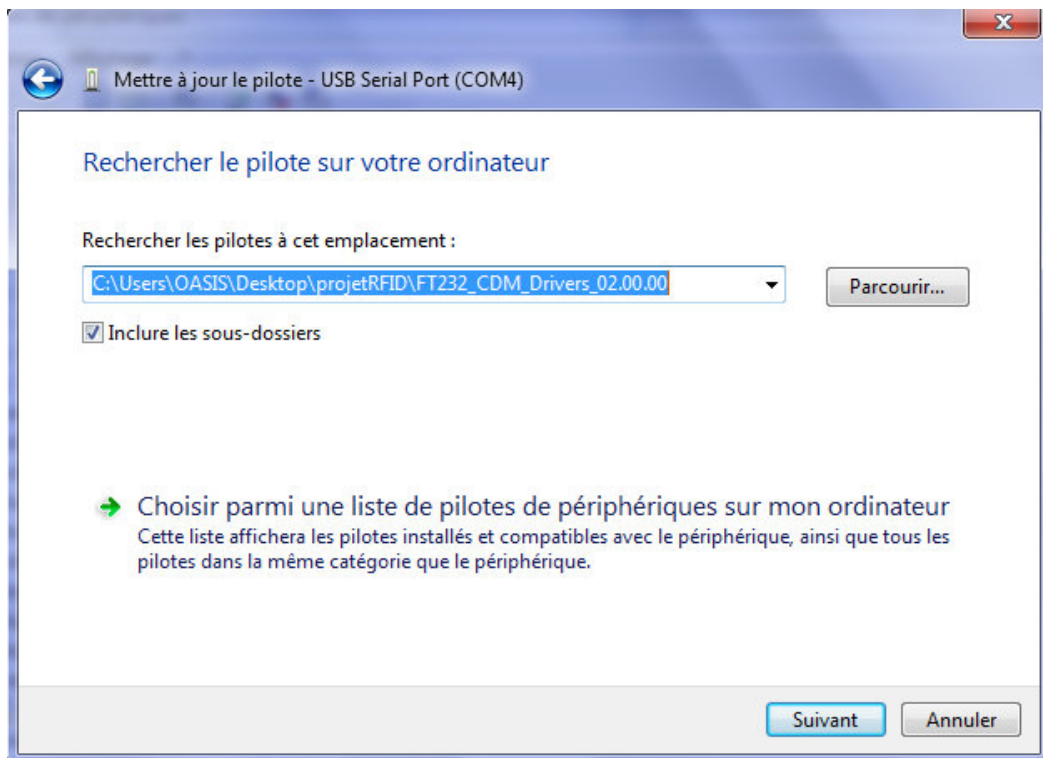 Mettre à jour le pilote - USB Serial Port (COM4)
Rechercher le pilote sur votre ordinateur
Rechercher les pilotes à cet emplacement :
C:\Users\OASIS\Desktop\projetRFID\FT232_CDM_Drivers_02.00.00
Parcourir...
Inclure les sous-dossiers
Choisir parmi une liste de pilotes de périphériques sur mon ordinateur
Cette liste affichera les pilotes installés et compatibles avec le périphérique, ainsi que tous les
pilotes dans la même catégorie que le périphérique.
Suivant
Annuler